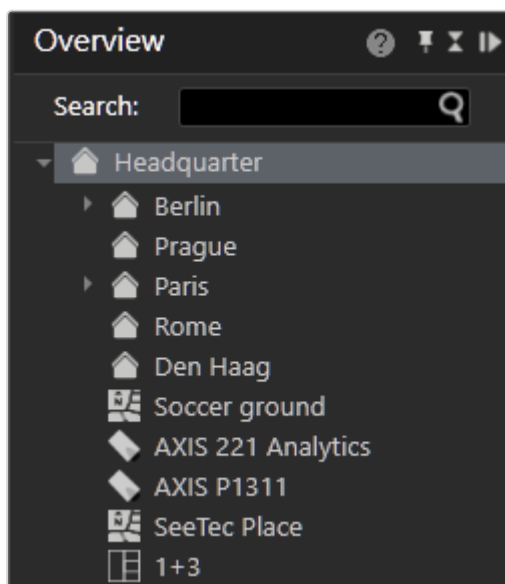 Overview
Search:
Headquarter
Berlin
Prague
Paris
Rome
Den Haag
Soccer ground
AXIS 221 Analytics
AXIS P1311
SeeTec Place
1+3